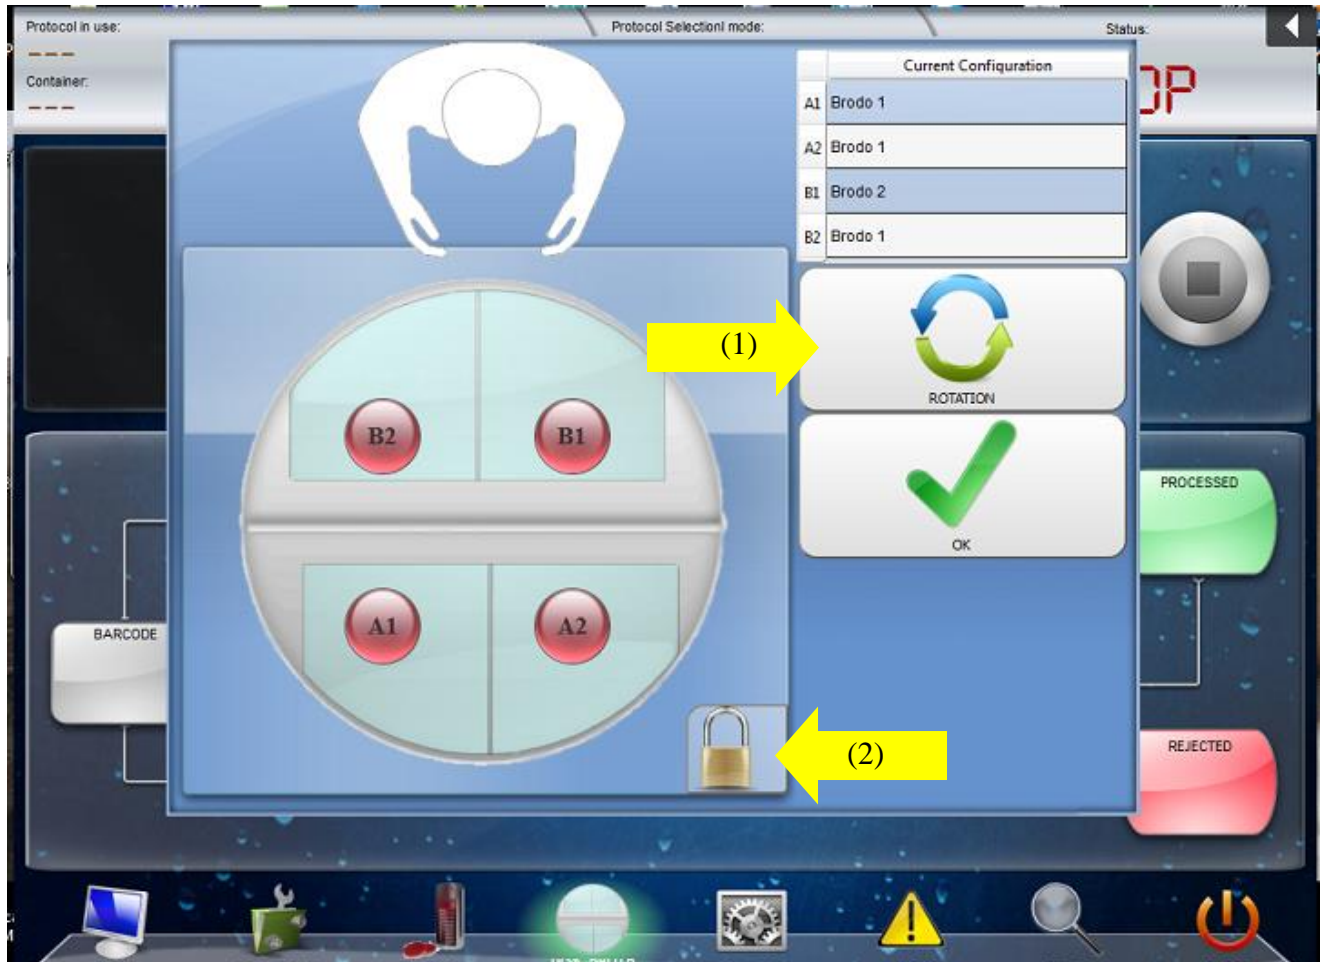 Protocol in use:
Protocol Selectionl mode:
Status:
---
Container:
---
Current Configuration
A1 Brodo 1
A2 Brodo 1
B1 Brodo 2
B2 Brodo 1
(1)
ROTATION
B2
B1
OK
PROCESSED
A1
A2
BARCODE
(2)
REJECTED